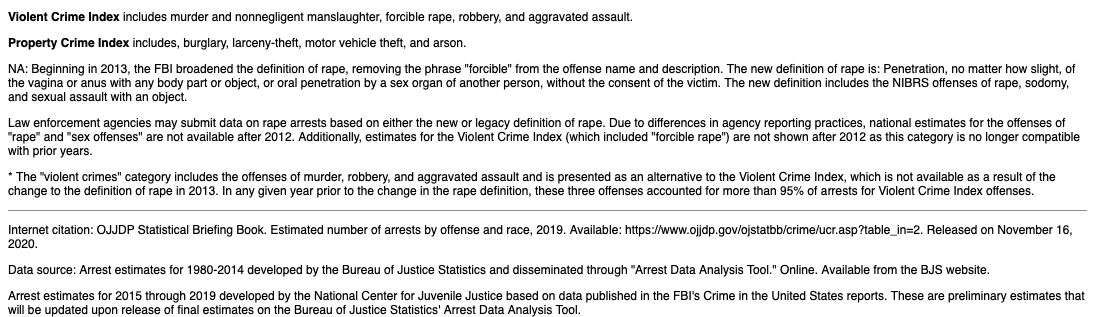 Violent Crime Index includes murder and nonnegligent manslaughter, forcible rape, robbery, and aggravated assault.
Property Crime Index includes, burglary, larceny-theft, motor vehicle theft, and arson.
NA: Beginning in 2013, the FBI broadened the definition of rape, removing the phrase "forcible" from the offense name and description. The new definition of rape is: Penetration, no matter how slight, of
the vagina or anus with any body part or object, or oral penetration by a sex organ of another person, without the consent of the victim. The new definition includes the NIBRS offenses of rape, sodomy,
and sexual assault with an object.
Law enforcement agencies may submit data on rape arrests based on either the new or legacy definition of rape. Due to differences in agency reporting practices, national estimates for the offenses of
"rape" and "sex offenses" are not available after 2012. Additionally, estimates for the Violent Crime Index (which included "forcible rape") are not shown after 2012 as this category is no longer compatible
with prior years.
* The "violent crimes" category includes the offenses of murder, robbery, and aggravated assault and is presented as an alternative to the Violent Crime Index, which is not available as a result of the
change to the definition of rape in 2013. In any given year prior to the change in the rape definition, these three offenses accounted for more than 95% of arrests for Violent Crime Index offenses.
Internet citation: OJJDP Statistical Briefing Book. Estimated number of arrests by offense and race, 2019. Available: https://www.ojjdp.gov/ojstatbb/crime/ucr.asp?table_in=2. Released on November 16,
2020.
Data source: Arrest estimates for 1980-2014 developed by the Bureau of Justice Statistics and disseminated through "Arrest Data Analysis Tool." Online. Available from the BJS website.
Arrest estimates for 2015 through 2019 developed by the National Center for Juvenile Justice based on data published in the FBI's Crime in the United States reports. These are preliminary estimates that
will be updated upon release of final estimates on the Bureau of Justice Statistics' Arrest Data Analysis Tool.